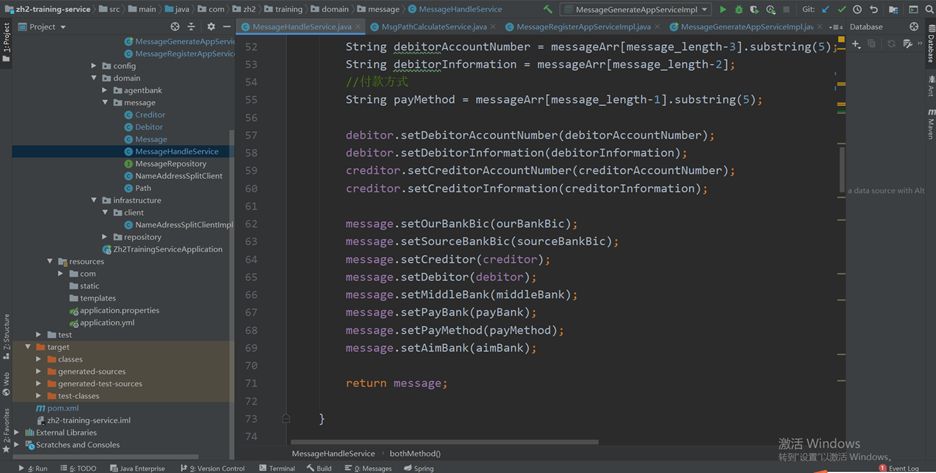 zh2-training-service › src › main › java › com › zh2 › training › domain › message › MessageHandleService
MessageGenerateAppServiceImpl
Git:
Project
MessageHandleService.java
MsgPathCalculateService.java
MessageRegisterAppServiceImpl.java
MessageGenerateAppServiceImpl.java
Database
MessageGenerateAppServic
MessageRegisterAppService
config
domain
agentbank
message
Creditor
Debitor
Message
MessageHandleService
MessageRepository
NameAddressSplitClient
Path
infrastructure
client
NameAdressSplitClientImpl
repository
Zh2TrainingServiceApplication
resources
com
static
templates
application.properties
application.yml
test
target
classes
generated-sources
generated-test-sources
test-classes
pom.xml
zh2-training-service.iml
External Libraries
Scratches and Consoles
52 String debitorAccountNumber = messageArr[message_length-3].substring(5);
53 String debitorInformation = messageArr[message_length-2];
54 //付款方式
55 String payMethod = messageArr[message_length-1].substring(5);
56
57 debitor.setDebitorAccountNumber(debitorAccountNumber);
58 debitor.setDebitorInformation(debitorInformation);
59 creditor.setCreditorAccountNumber(creditorAccountNumber);
60 creditor.setCreditorInformation(creditorInformation);
61
62 message.setOurBankBic(ourBankBic);
63 message.setSourceBankBic(sourceBankBic);
64 message.setCreditor(creditor);
65 message.setDebitor(debitor);
66 message.setMiddleBank(middleBank);
67 message.setPayBank(payBank);
68 message.setPayMethod(payMethod);
69 message.setAimBank(aimBank);
70
71 return message;
72
73 }
74
MessageHandleService › bothMethod()
a data source with Alt
1: Project
7: Structure
Web
2: Favorites
Database
Ant
Maven
激活 Windows
转到"设置"以激活 Windows。
4: Run
6: TODO
Java Enterprise
9: Version Control
Terminal
Build
0: Messages
Spring
1 Event Log